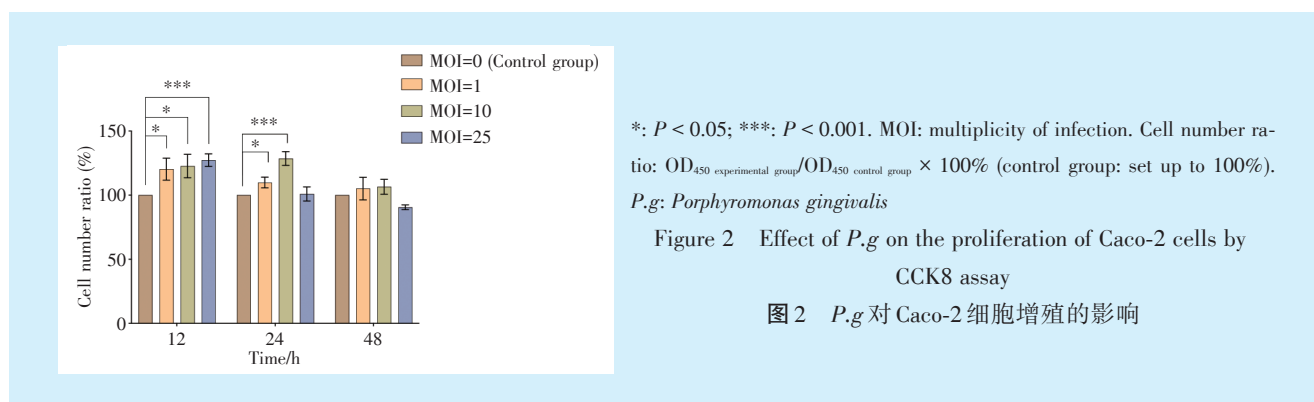 MOI=0 (Control group)
MOI=1
MOI=10
MOI=25
***
*
*
***
*
Cell number ratio (%)
150
100
50
0
12
24
48
Time/h
*: P < 0.05; ***: P < 0.001. MOI: multiplicity of infection. Cell number ra-
tio: OD450 experimental group/OD450 control group × 100% (control group: set up to 100%).
P.g: Porphyromonas gingivalis
Figure 2 Effect of P.g on the proliferation of Caco-2 cells by
CCK8 assay
图2 P.g 对 Caco-2 细胞增殖的影响